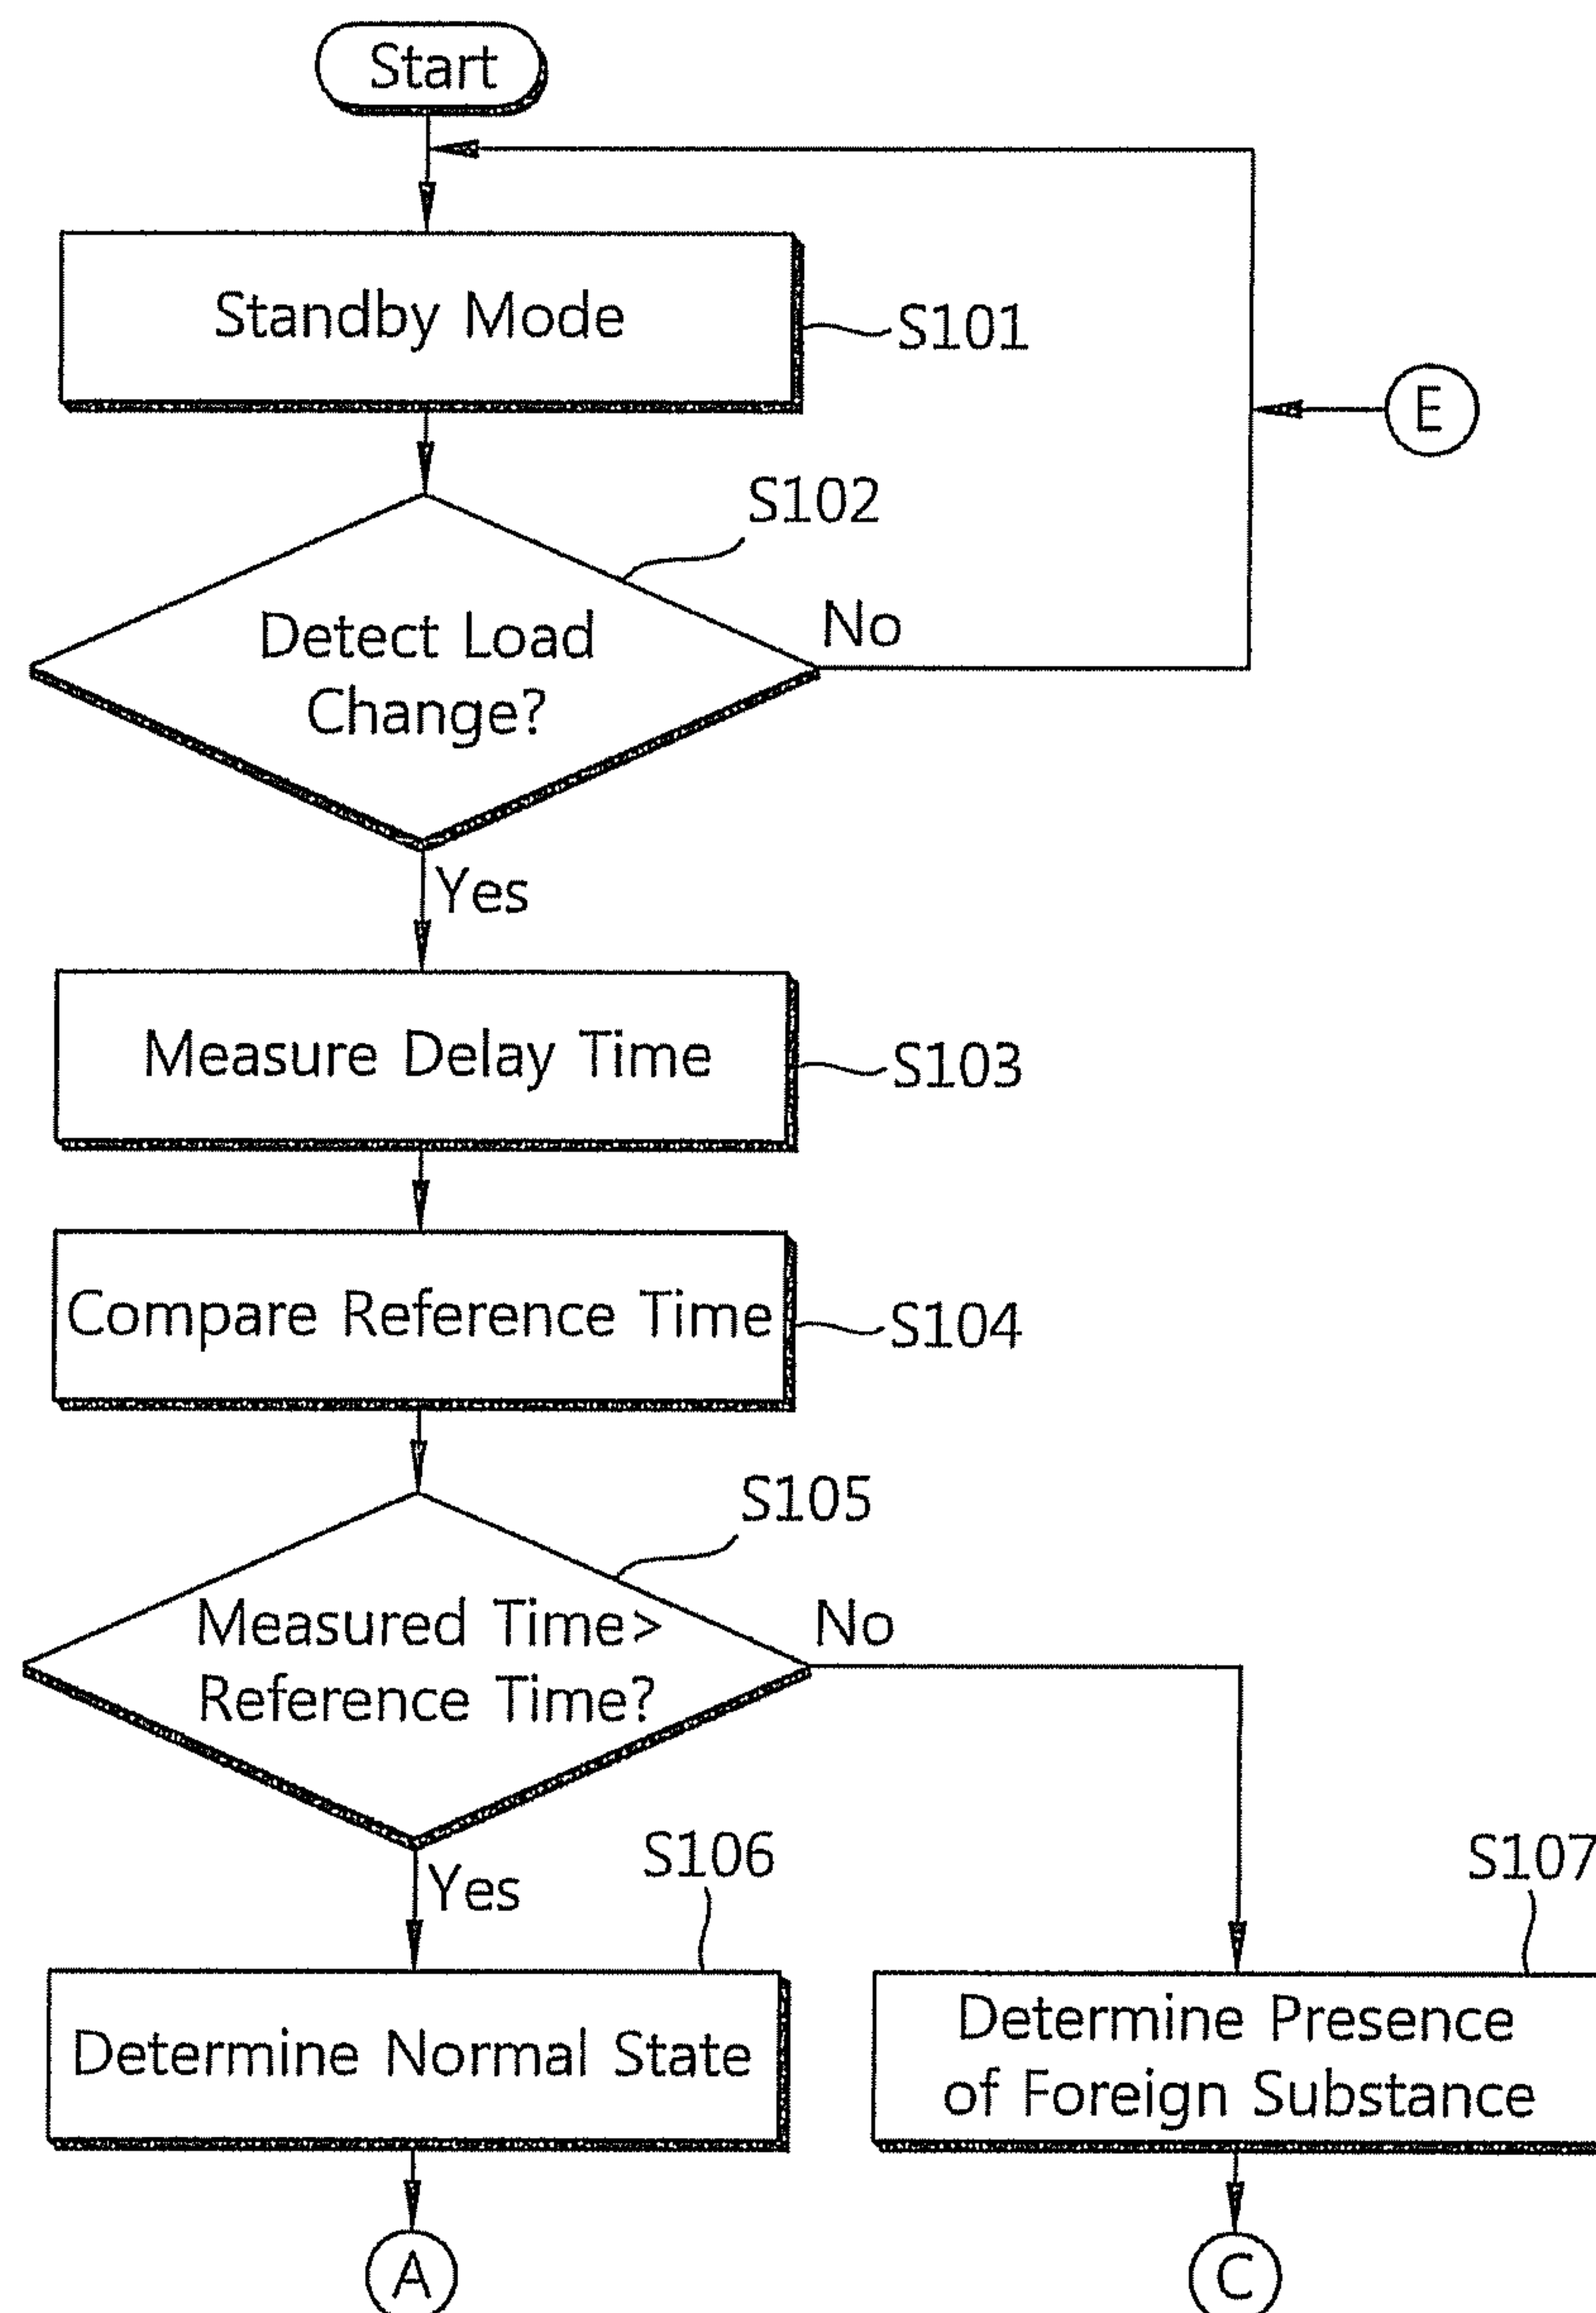 Start
Standby Mode
S101
E
S102
Detect Load
Change?
No
Yes
Measure Delay Time
S103
Compare Reference Time
S104
S105
Measured Time>
Reference Time?
No
Yes
S106
S107
Determine Normal State
Determine Presence
of Foreign Substance
A
C